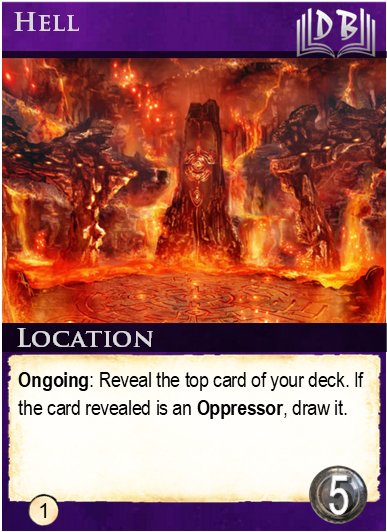 Hell
DB
Location
Ongoing: Reveal the top card of your deck. If
the card revealed is an Oppressor, draw it.
1
5